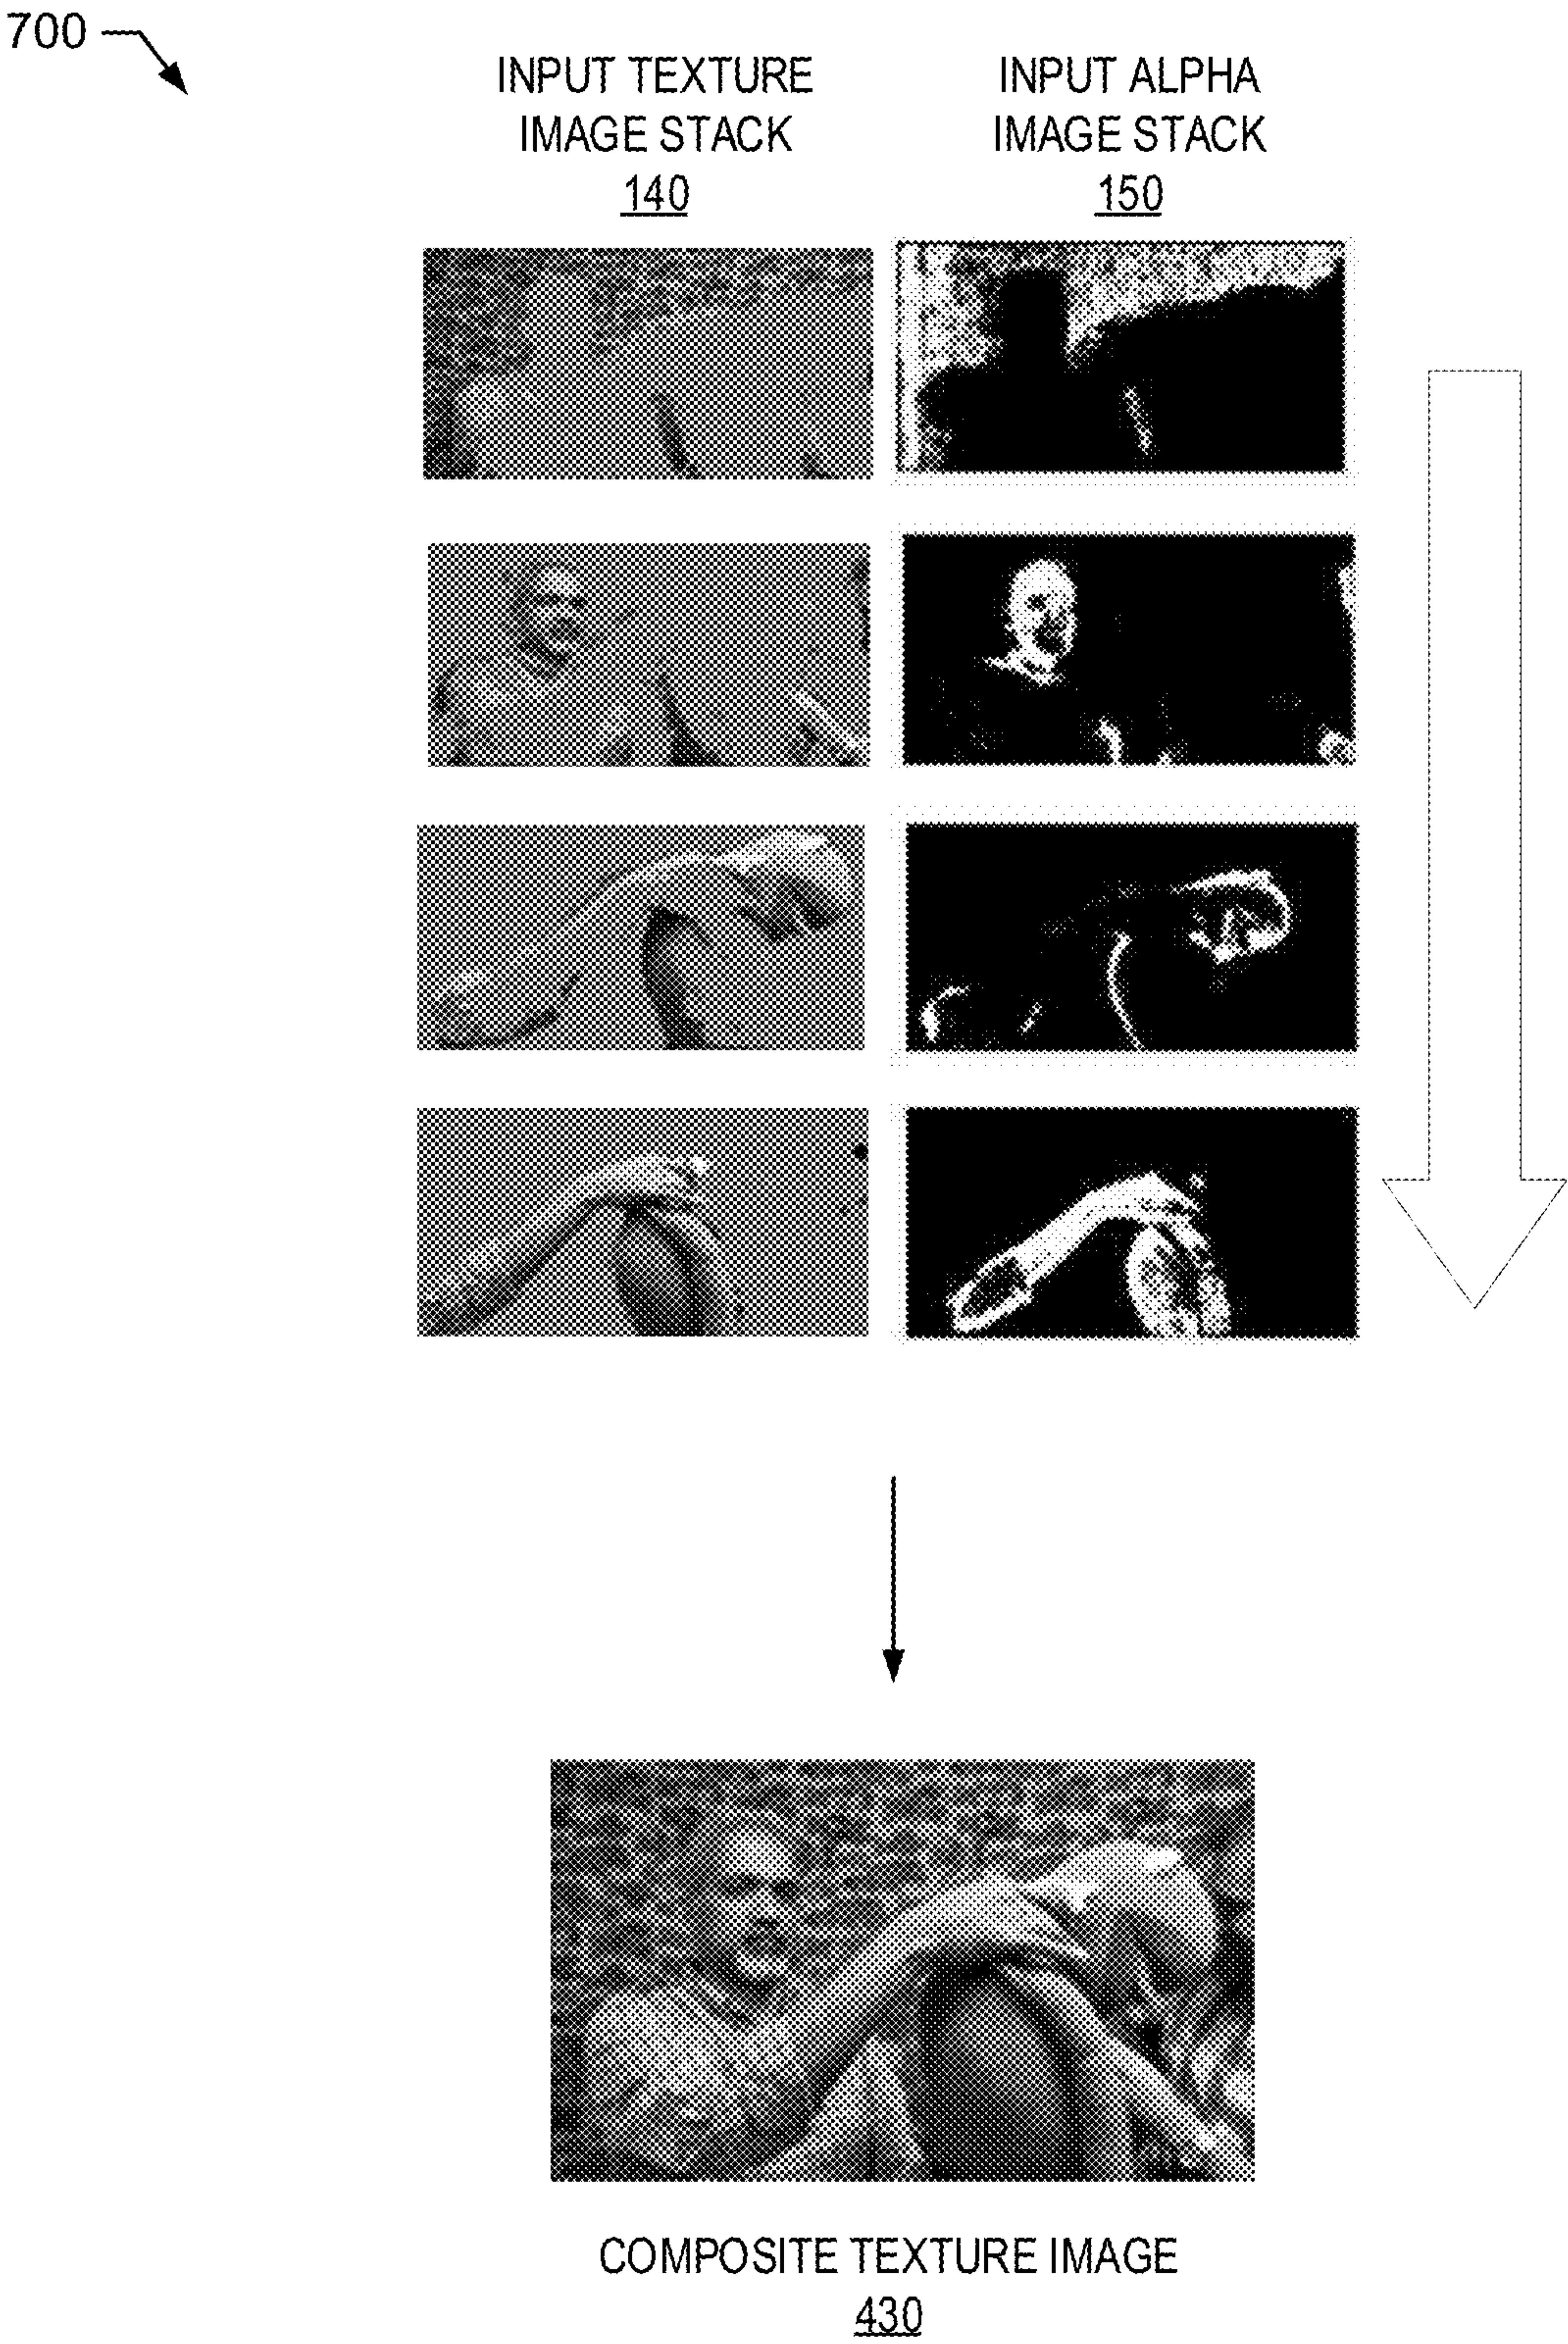 700
INPUT TEXTURE
IMAGE STACK
140
INPUT ALPHA
IMAGE STACK
150
COMPOSITE TEXTURE IMAGE
430